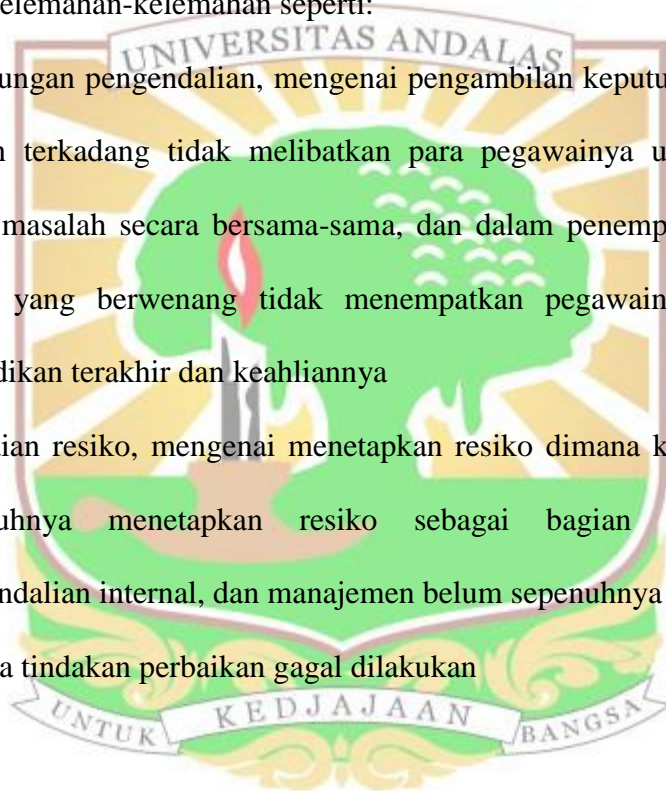 elemahan-kelemahan seperti:
UNIVERSITAS ANDALAS
ungan pengendalian, mengenai pengambilan keputu
terkadang tidak melibatkan para pegawainya u
masalah secara bersama-sama, dan dalam penemp
yang berwenang tidak menempatkan pegawain
dikan terakhir dan keahliannya
ian resiko, mengenai menetapkan resiko dimana k
uhnya menetapkan resiko sebagai bagian
ndalian internal, dan manajemen belum sepenuhnya
a tindakan perbaikan gagal dilakukan
UNTUK KEDJAJAAN BANGSA